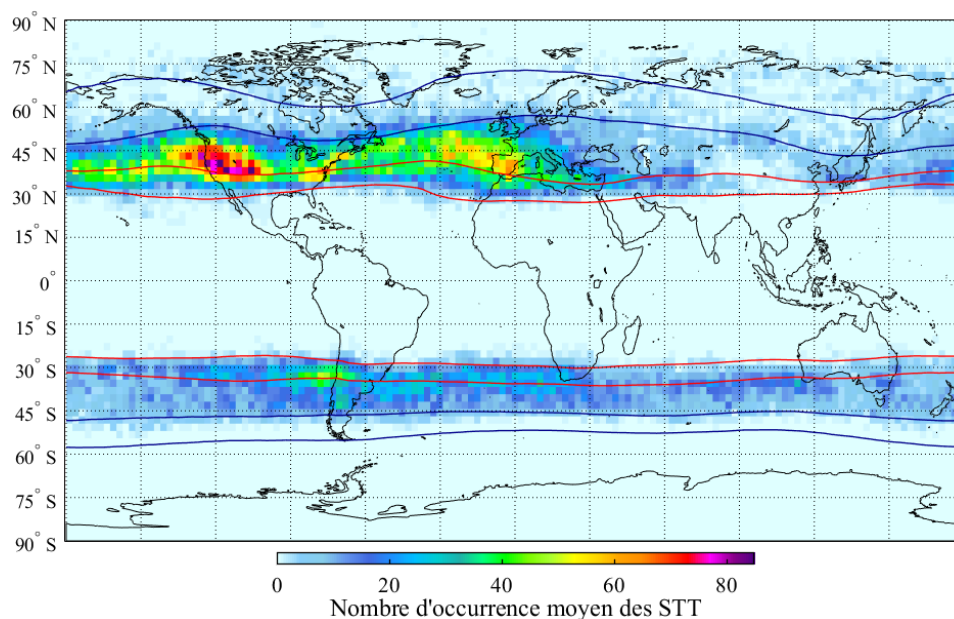 90° N
75° N
60° N
45° N
30° N
15° N
0°
15° S
30° S
45° S
60° S
75° S
90° S
0 20 40 60 80
Nombre d'occurrence moyen des STT